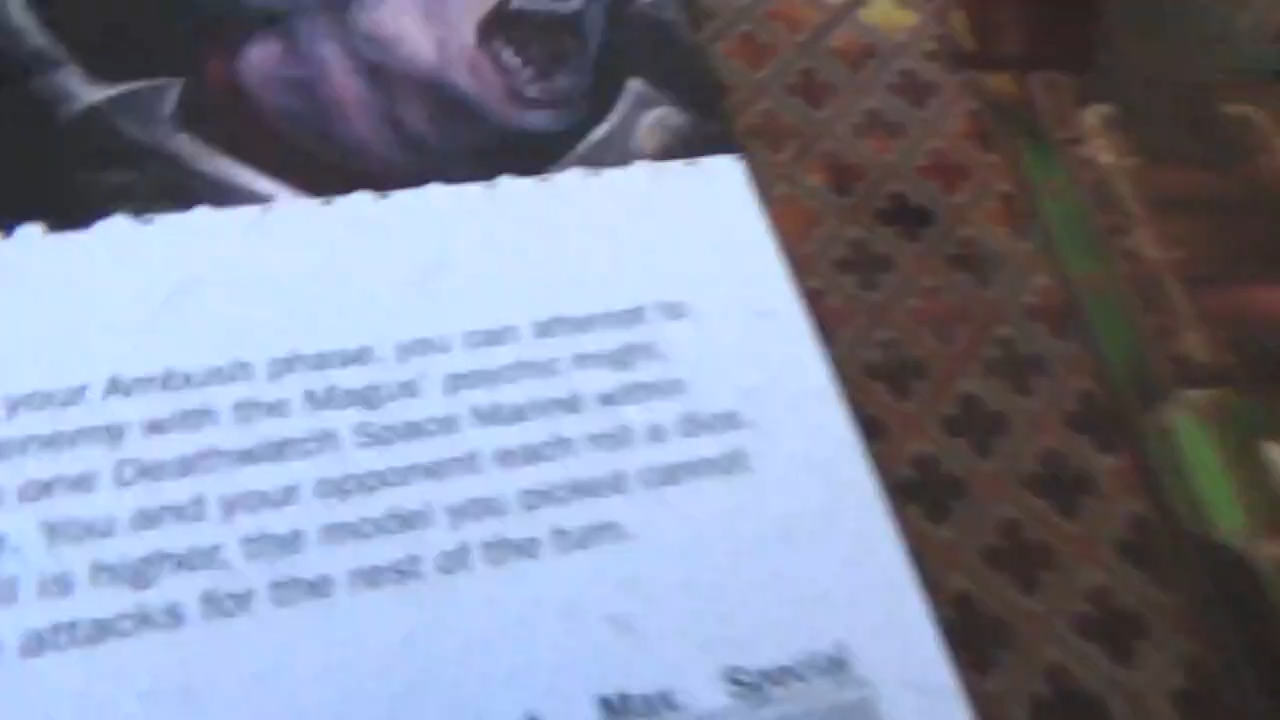 your Ambush phase, you can attempt to
enemy with the Magus' psychic might.
one Deathwatch Space Marine within
You and your opponent each roll a dice.
is higher, the model you picked cannot
attacks for the rest of the turn.
Max Special